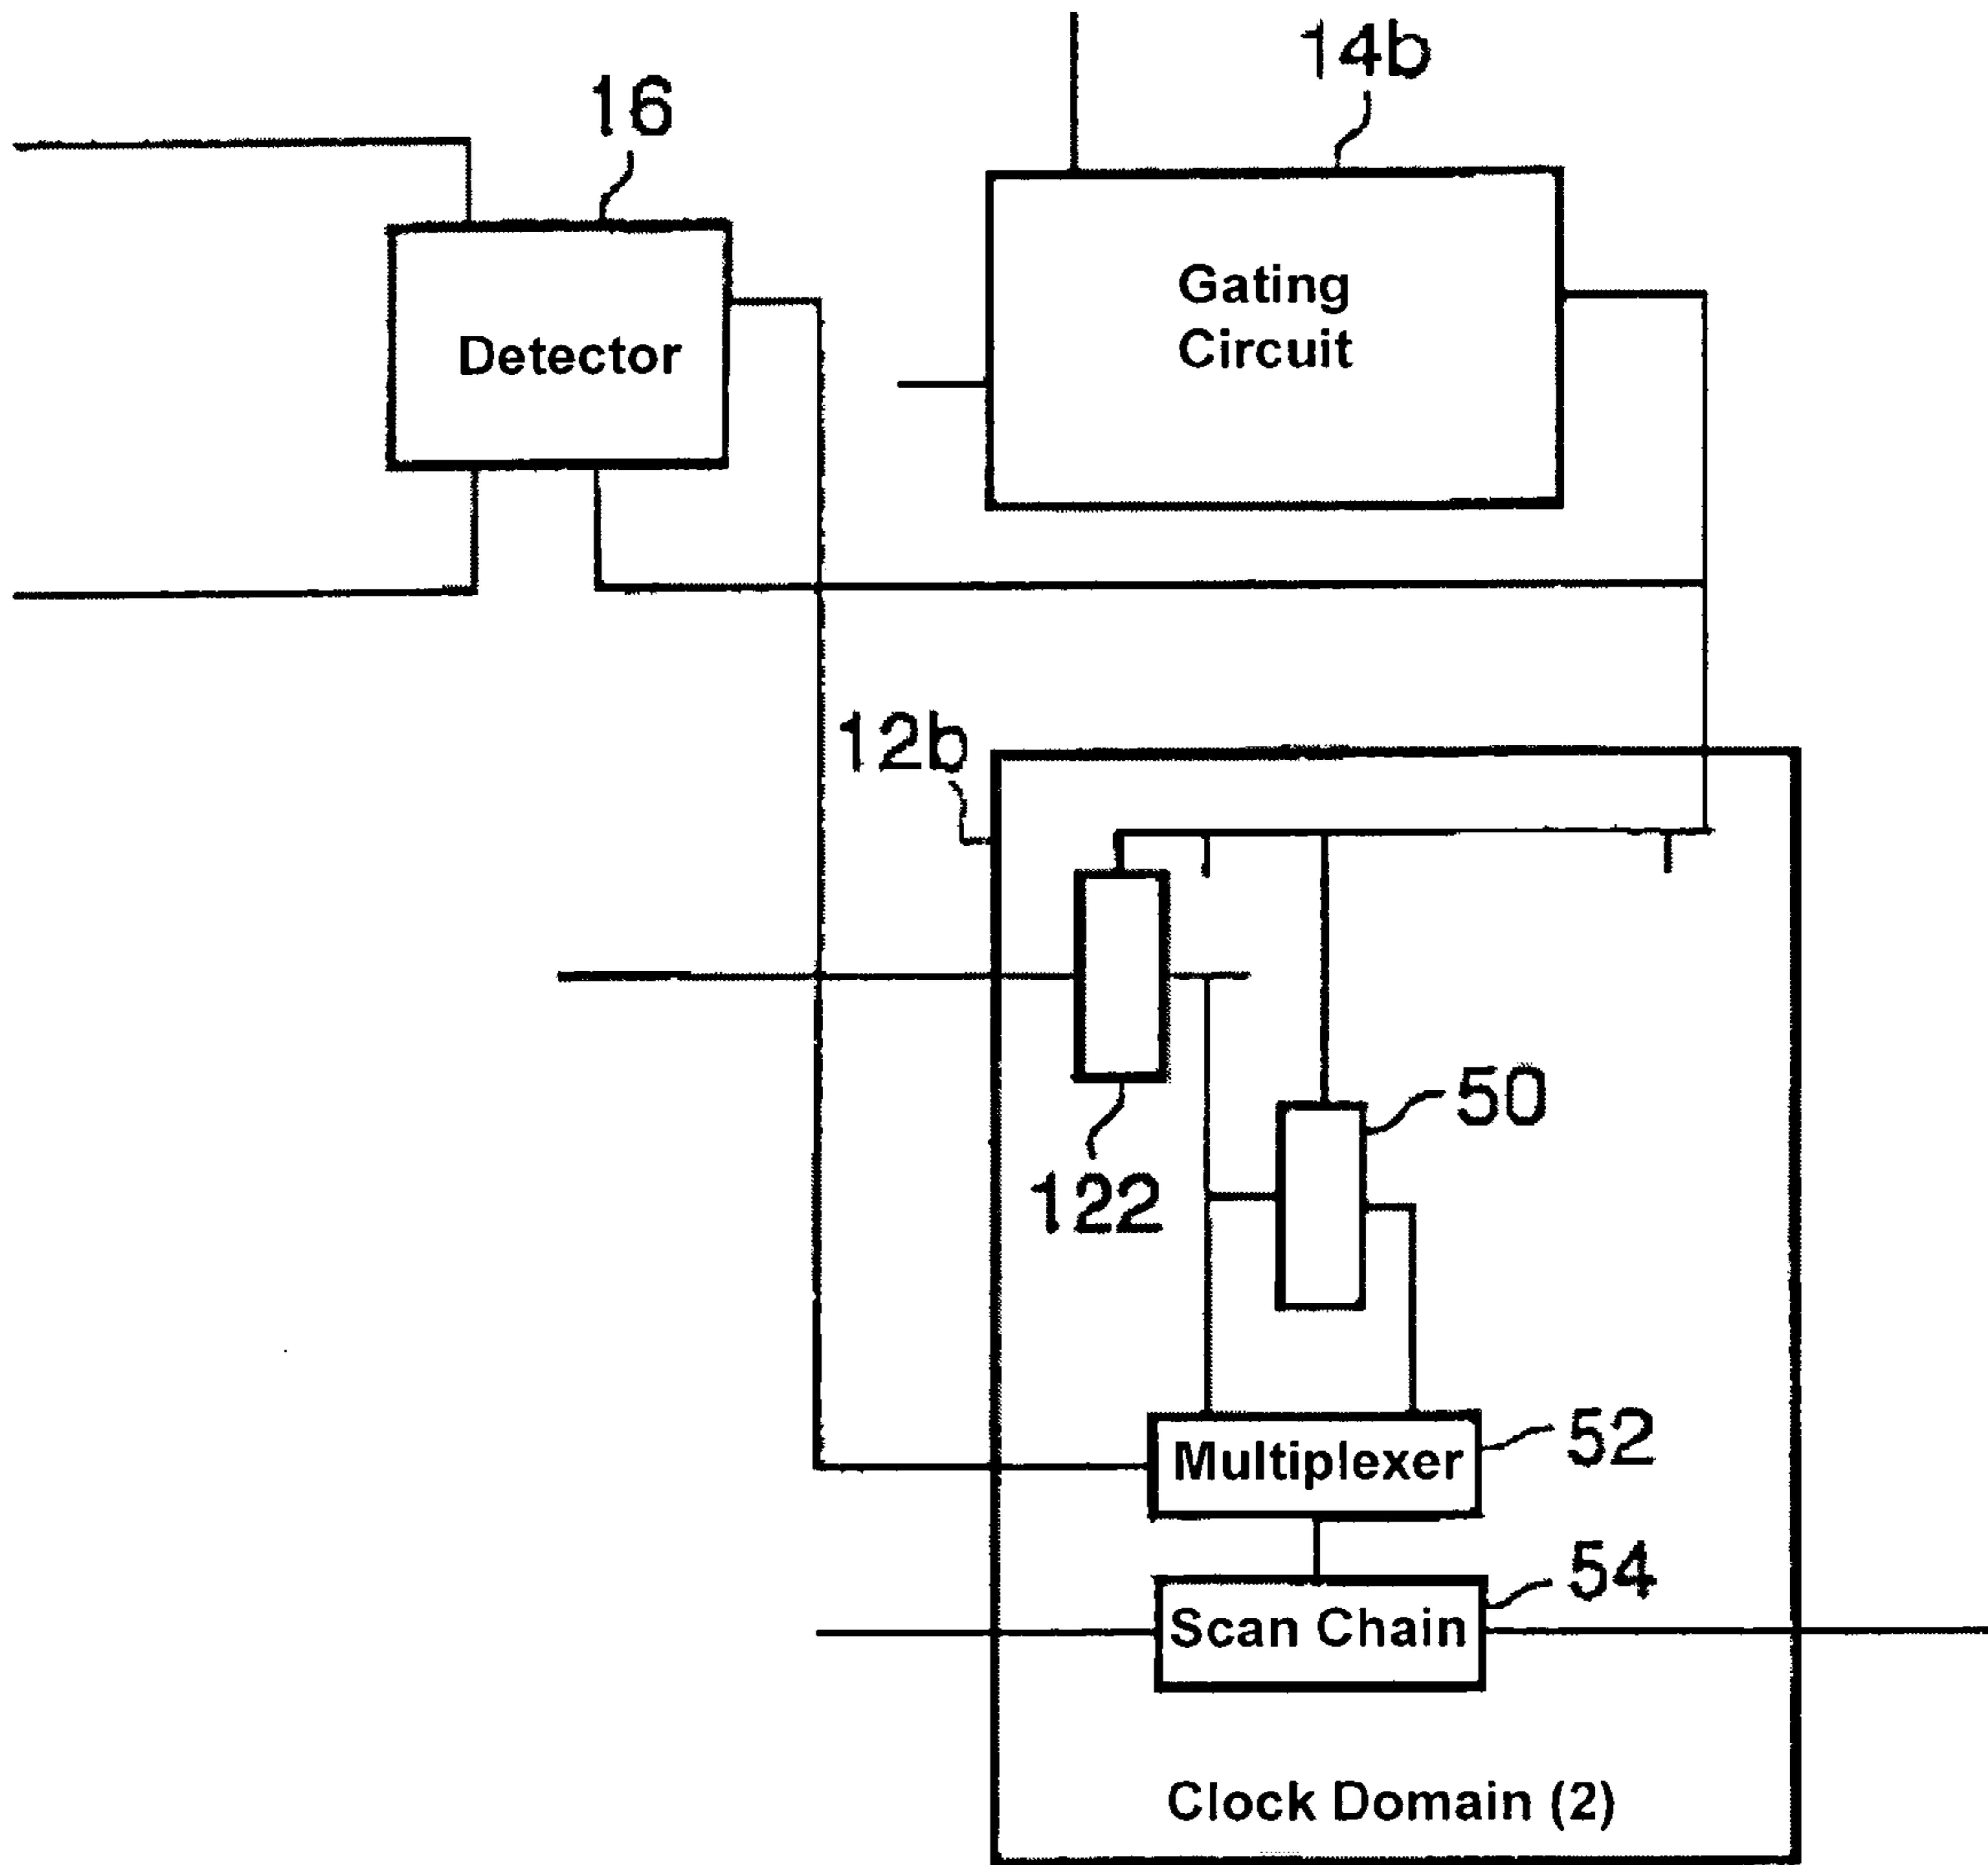 14b
16
Gating
Circuit
Detector
12b
50
122
52
Multiplexer
54
Scan Chain
Clock Domain (2)